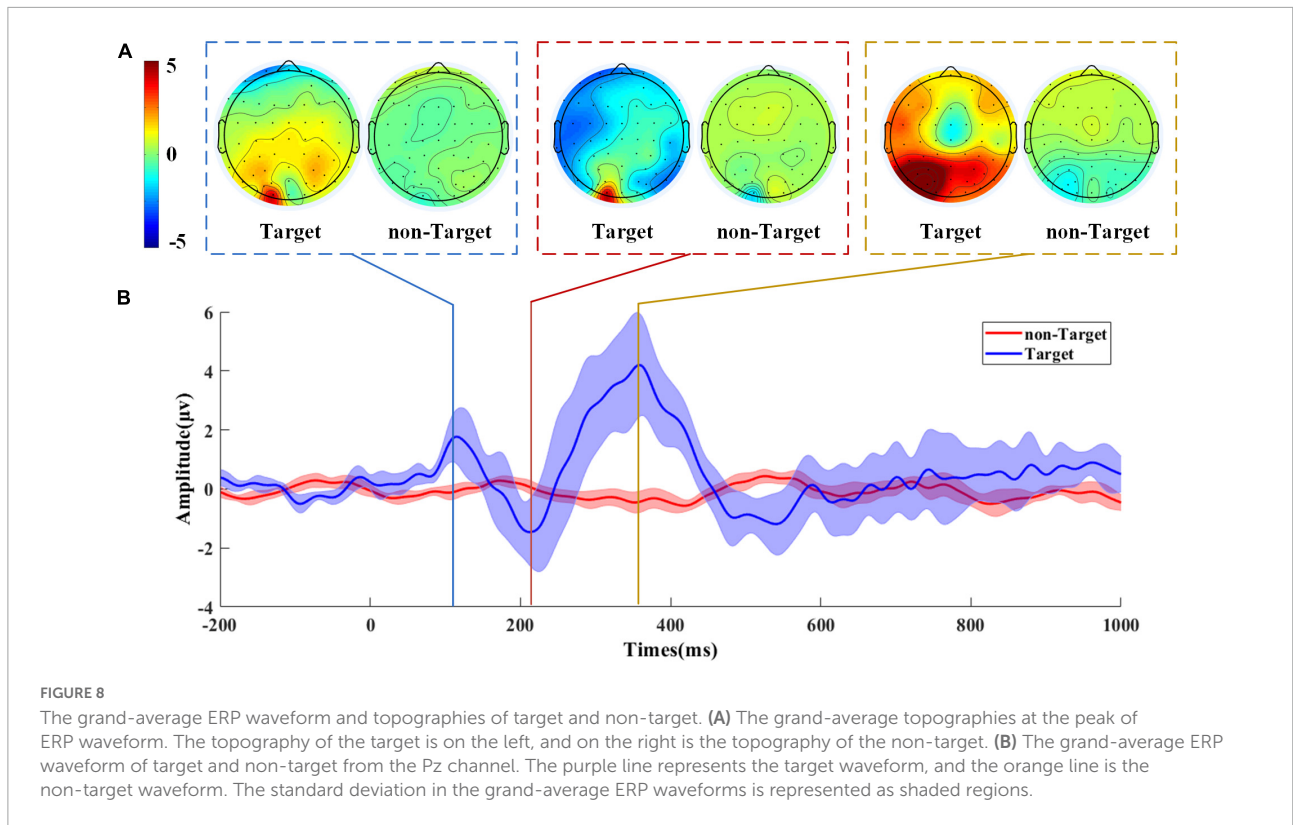 A
5
0
-5
Target
non-Target
Target
non-Target
Target
non-Target
B
6
4
2
0
-2
-4
Amplitude(μv)
non-Target
Target
-200
0
200
400
600
800
1000
Times(ms)
FIGURE 8
The grand-average ERP waveform and topographies of target and non-target. (A) The grand-average topographies at the peak of
ERP waveform. The topography of the target is on the left, and on the right is the topography of the non-target. (B) The grand-average ERP
waveform of target and non-target from the Pz channel. The purple line represents the target waveform, and the orange line is the
non-target waveform. The standard deviation in the grand-average ERP waveforms is represented as shaded regions.